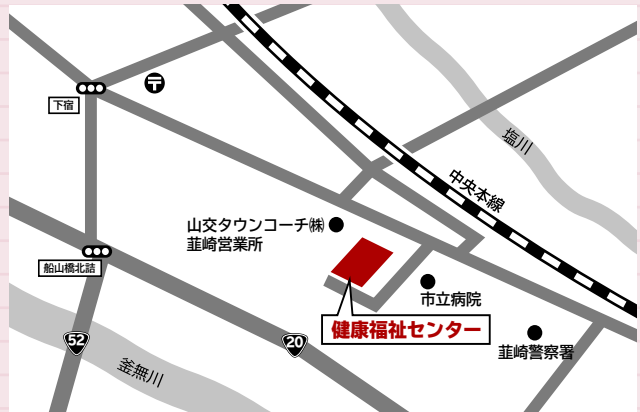 〒
下宿
塩川
中央本線
山交タウンコーチ㈱
韮崎営業所
船山橋北詰
市立病院
健康福祉センター
52
20
韮崎警察署
釜無川